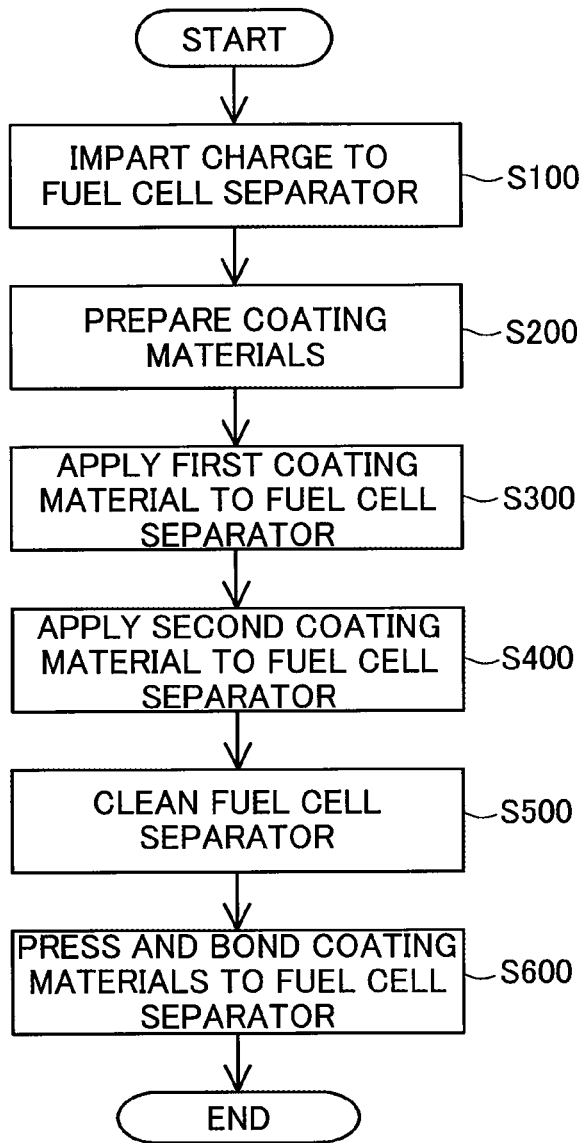 START
IMPART CHARGE TO
FUEL CELL SEPARATOR
S100
PREPARE COATING
MATERIALS
S200
APPLY FIRST COATING
MATERIAL TO FUEL CELL
SEPARATOR
S300
APPLY SECOND COATING
MATERIAL TO FUEL CELL
SEPARATOR
S400
CLEAN FUEL CELL
SEPARATOR
S500
PRESS AND BOND COATING
MATERIALS TO FUEL CELL
SEPARATOR
S600
END